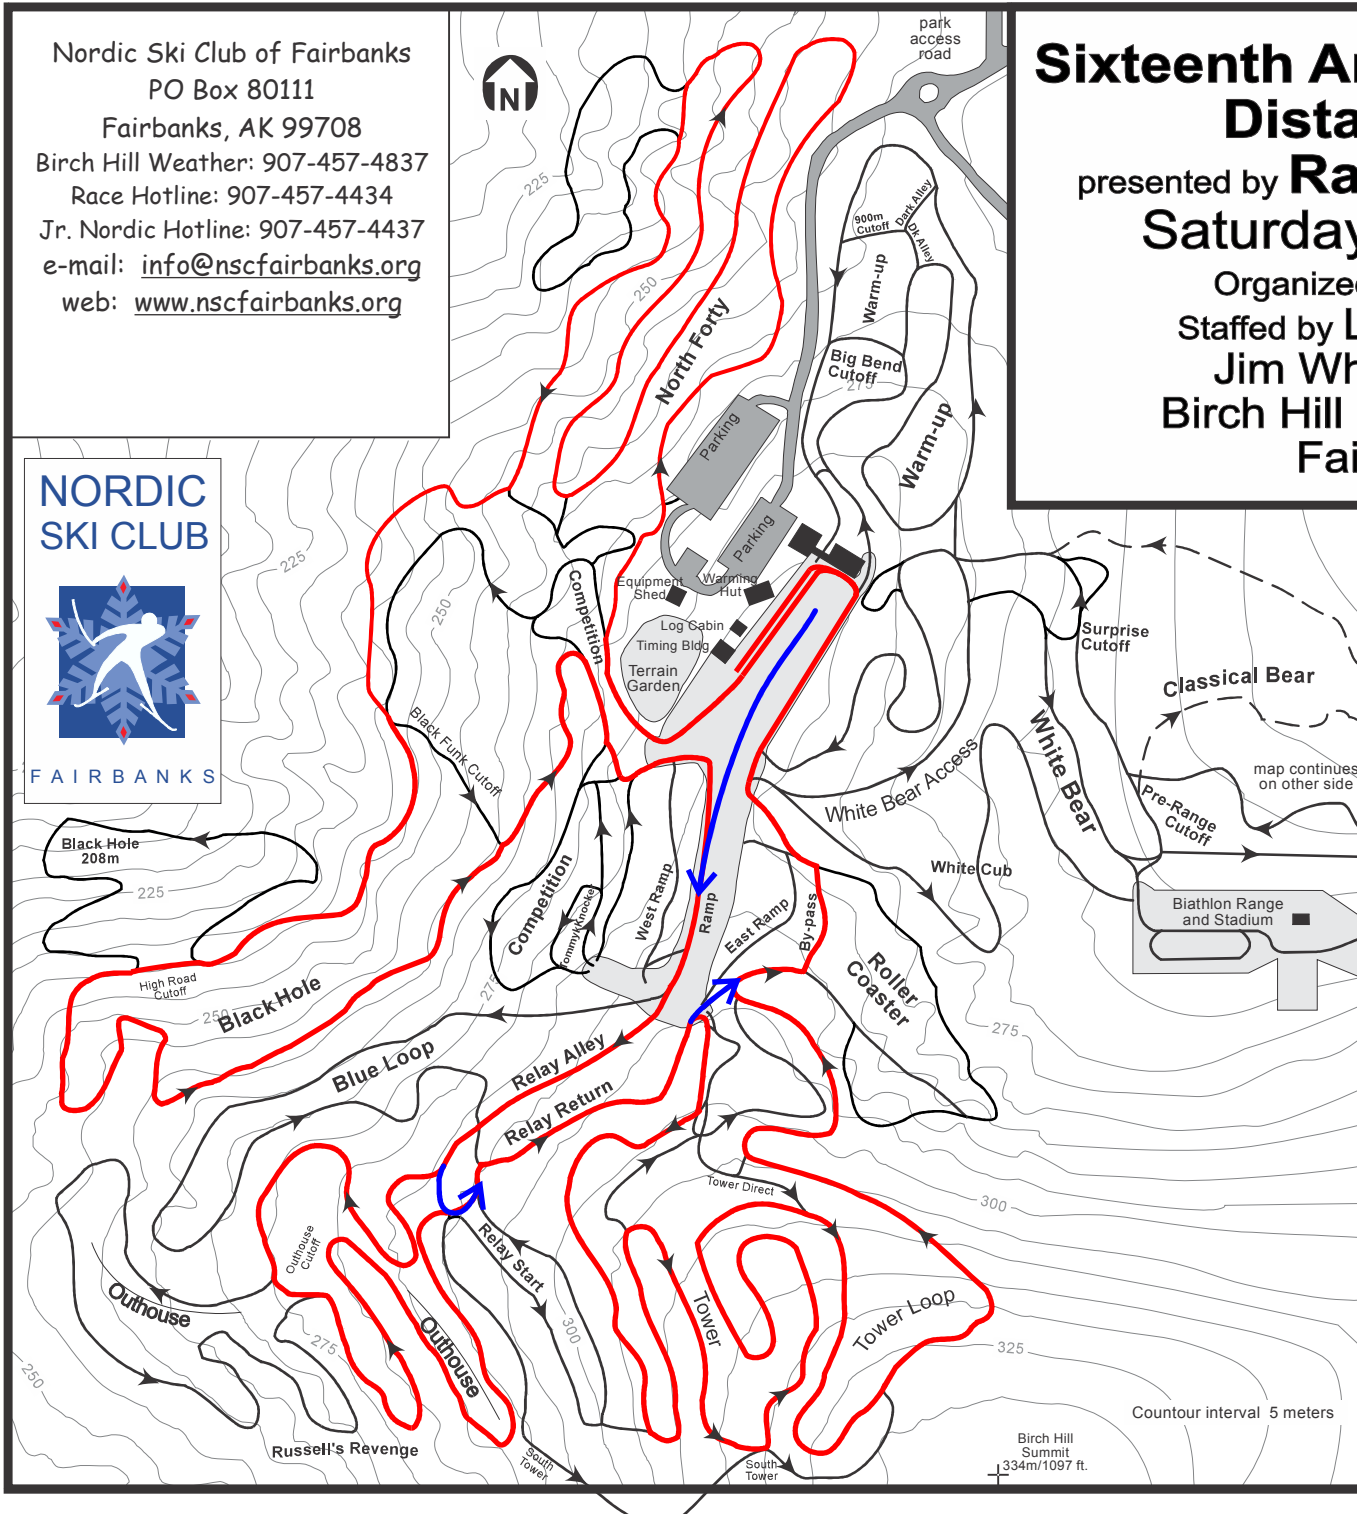 Nordic Ski Club of Fairbanks
PO Box 80111
Fairbanks, AK 99708
Birch Hill Weather: 907-457-4837
Race Hotline: 907-457-4434
Jr. Nordic Hotline: 907-457-4437
e-mail: info@nscfairbanks.org
web: www.nscfairbanks.org
N
park
access
road
Sixteenth
Dista
presented by Ra
Saturday
Organize
Staffed by L
Jim Wh
Birch Hill
Fai
NORDIC
SKI CLUB
FAIRBANKS
225
250
North Forty
900m
Cutoff
Dark Alley
Dk Alley
Warm-up
Big Bend
Cutoff
275
Warm-up
Parking
Parking
225
250
Competition
Equipment
Shed
Warming
Hut
Log Cabin
Timing Bldg
Terrain
Garden
Surprise
Cutoff
Classical Bear
White Bear
map continues
on other side
Pre-Range
Cutoff
White Bear Access
White Cub
Biathlon Range
and Stadium
Black Funk Cutoff
Black Hole
208m
225
Competition
TommyKnocker
West Ramp
Ramp
East Ramp
By-pass
Roller
Coaster
High Road
Cutoff
250
Black Hole
275
275
Blue Loop
Relay Alley
Relay Return
Tower Direct
300
Outhouse
Cutoff
Relay Start
Outhouse
Outhouse
Tower
Tower Loop
300
325
275
250
Russell's Revenge
South
Tower
South
Tower
Countour interval 5 meters
Birch Hill
Summit
334m/1097 ft.